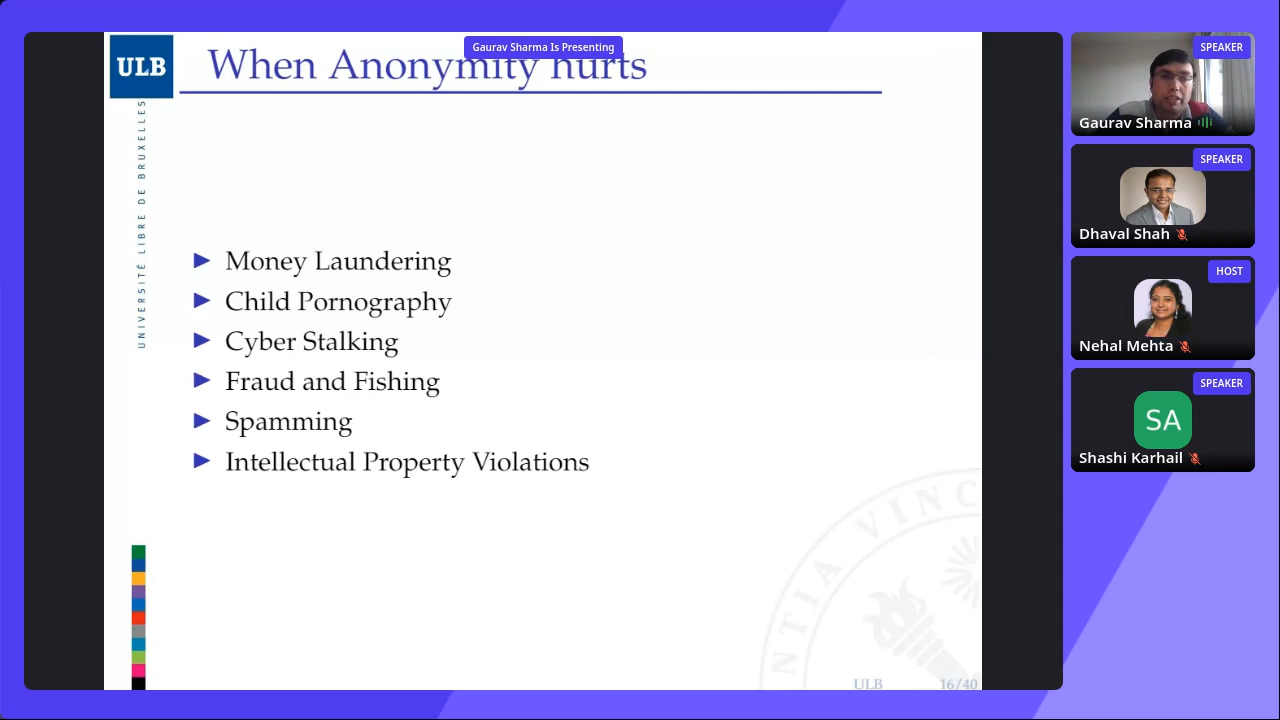 ULB
When Anonymity hurts
Gaurav Sharma Is Presenting
UNIVERSITÉ LIBRE DE BRUXELLES
Money Laundering
Child Pornography
Cyber Stalking
Fraud and Fishing
Spamming
Intellectual Property Violations
NTIA VINC
ULB 16/40
SPEAKER
Gaurav Sharma
SPEAKER
Dhaval Shah
HOST
Nehal Mehta
SPEAKER
SA
Shashi Karhail